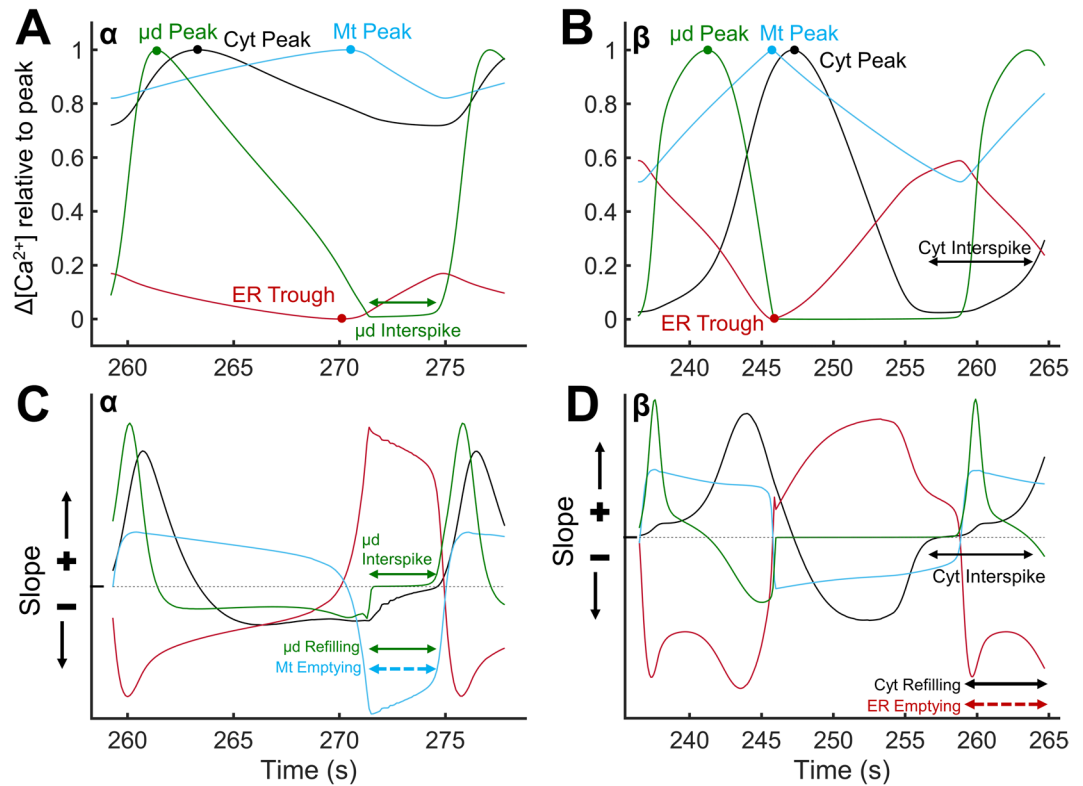 A
α
µd Peak
Cyt Peak
Mt Peak
Δ[Ca²⁺] relative to peak
1
0.8
0.6
0.4
0.2
0
ER Trough
µd Interspike
260
265
270
275
B
β
µd Peak
Mt Peak
Cyt Peak
1
0.8
0.6
0.4
0.2
0
Cyt Interspike
ER Trough
240
245
250
255
260
265
C
α
Slope
+
−
µd
Interspike
µd Refilling
Mt Emptying
260
265
270
275
Time (s)
D
β
Slope
+
−
Cyt Interspike
Cyt Refilling
ER Emptying
240
245
250
255
260
265
Time (s)